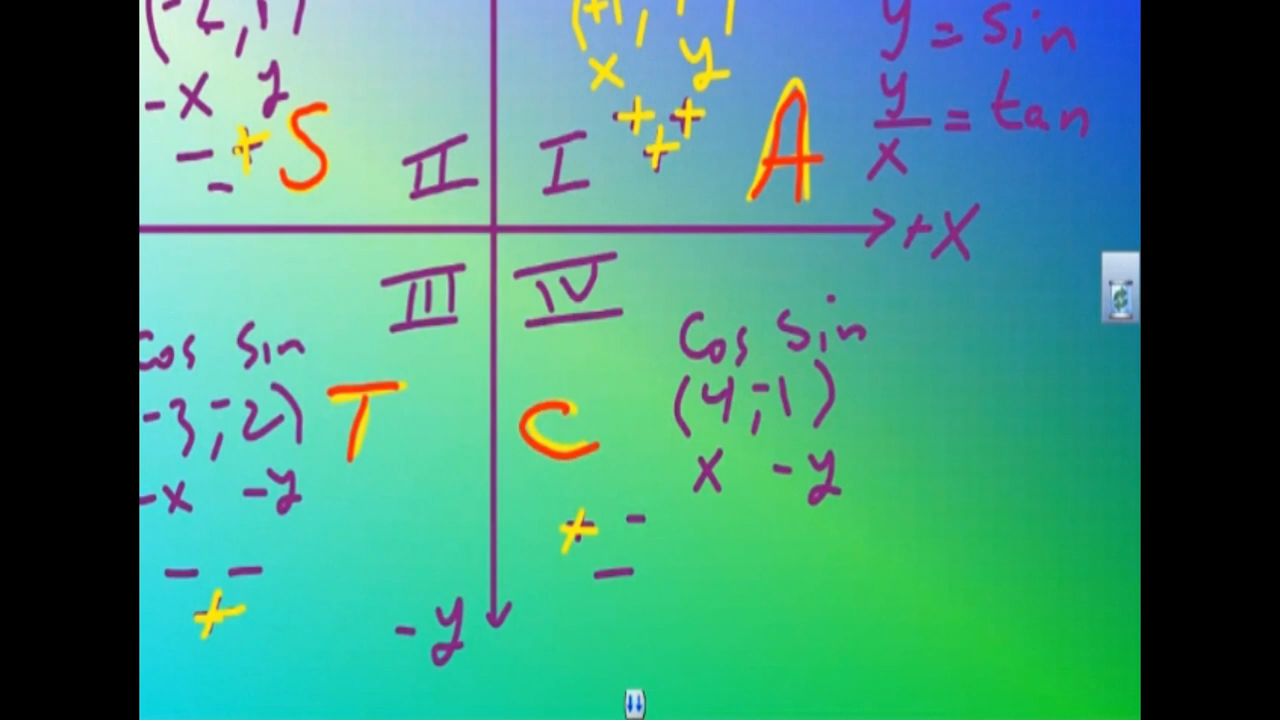 y = sin
-x y
x y
y/x = tan
+ +
+
A
- +
-
S
II I
+x
III IV
cos sin
(4,-1)
x -y
cos sin
-3,-2)
-x -y
T
C
+ -
-
- -
+
-y